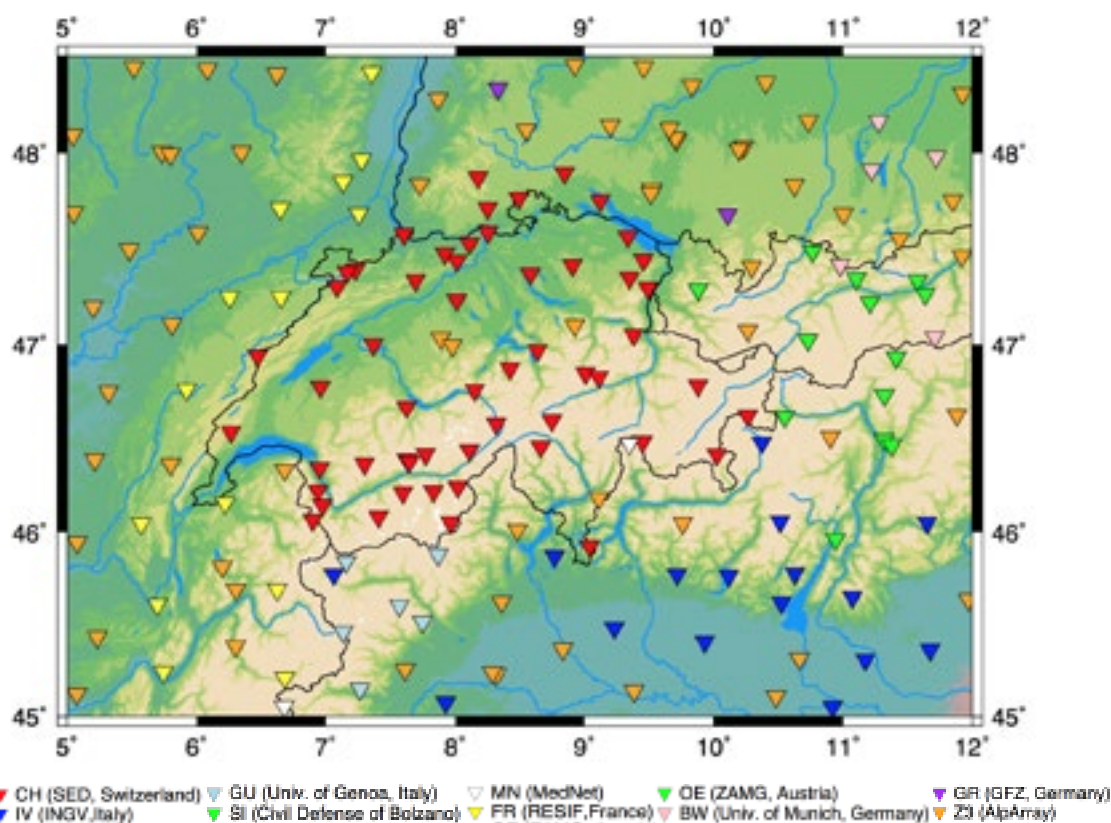 5° 6° 7° 8° 9° 10° 11° 12°
48° 48°
47° 47°
46° 46°
45° 45°
5° 6° 7° 8° 9° 10° 11° 12°
CH (SED, Switzerland) GU (Univ. of Genoa, Italy) MN (MedNet) OE (ZAMG, Austria) GR (GFZ, Germany)
IV (INGV,Italy) SI (Civil Defense of Bolzano) FR (RESIF,France) BW (Univ. of Munich, Germany) Z3 (AlpArray)